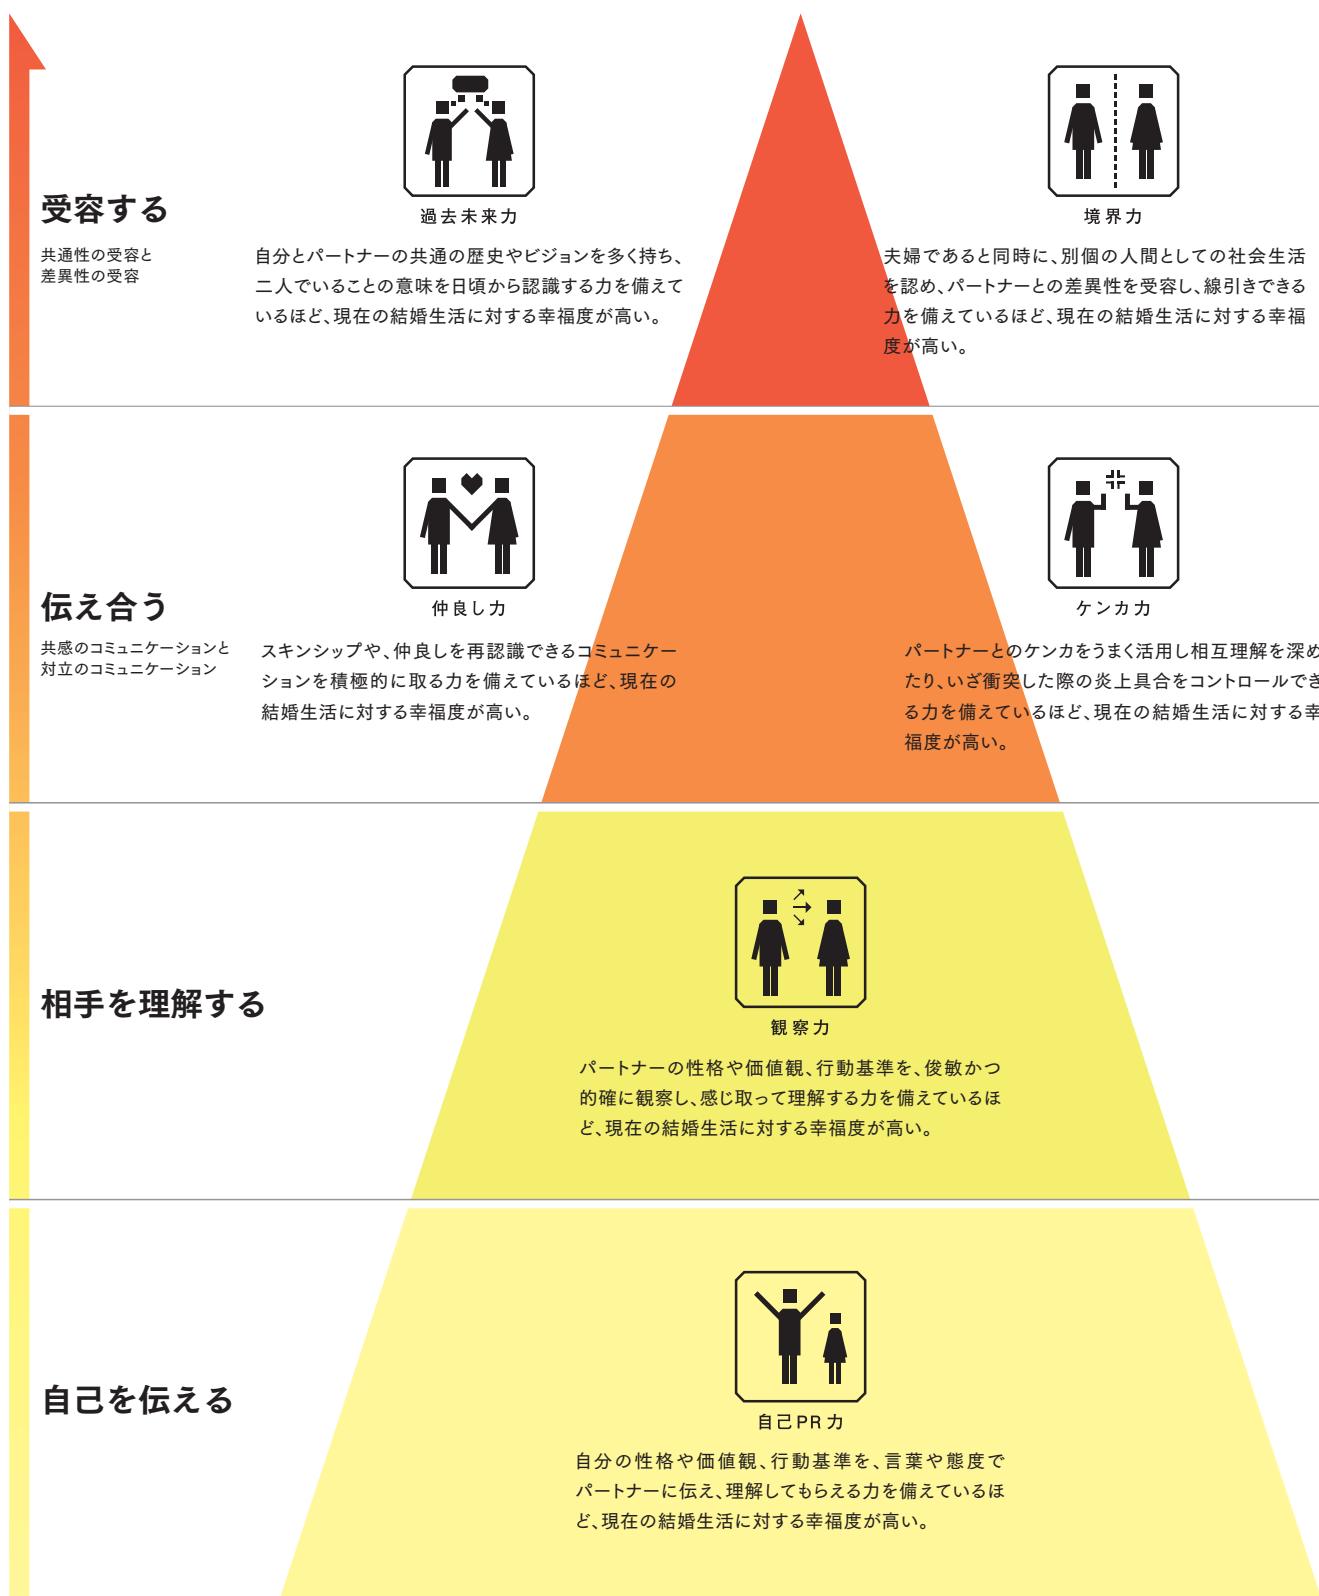 受容する
共通性の受容と
差異性の受容
過去未来力
自分とパートナーの共通の歴史やビジョンを多く持ち、
二人でいることの意味を日頃から認識する力を備えて
いるほど、現在の結婚生活に対する幸福度が高い。
境界力
夫婦であると同時に、別個の人間としての社会生活
を認め、パートナーとの差異性を受容し、線引きできる
力を備えているほど、現在の結婚生活に対する幸福
度が高い。
伝え合う
共感のコミュニケーションと
対立のコミュニケーション
仲良し力
スキンシップや、仲良しを再認識できるコミュニケー
ションを積極的に取る力を備えているほど、現在の
結婚生活に対する幸福度が高い。
ケンカ力
パートナーとのケンカをうまく活用し相互理解を深め
たり、いざ衝突した際の炎上具合をコントロールでき
る力を備えているほど、現在の結婚生活に対する幸
福度が高い。
相手を理解する
観察力
パートナーの性格や価値観、行動基準を、俊敏かつ
的確に観察し、感じ取って理解する力を備えているほ
ど、現在の結婚生活に対する幸福度が高い。
自己を伝える
自己PR力
自分の性格や価値観、行動基準を、言葉や態度で
パートナーに伝え、理解してもらえる力を備えているほ
ど、現在の結婚生活に対する幸福度が高い。